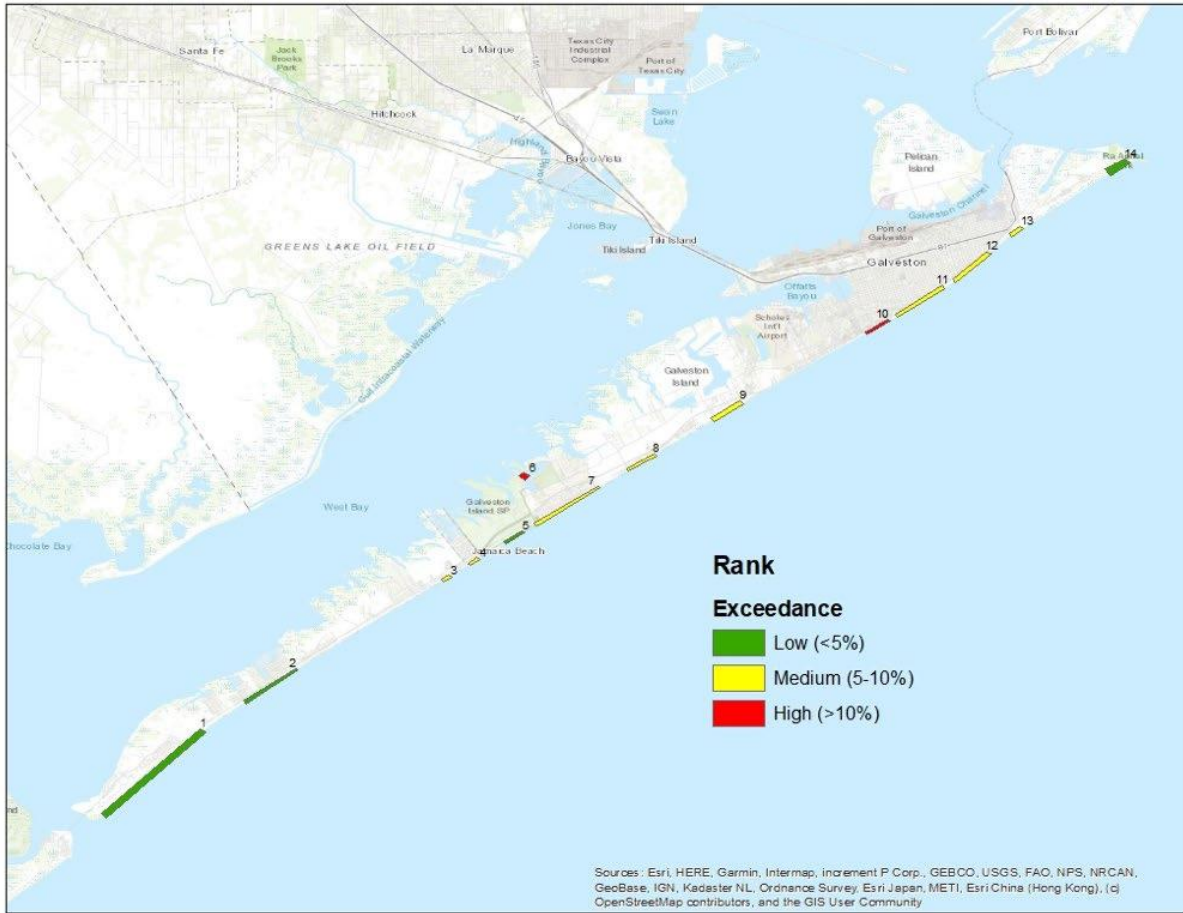 Port Bolivar
Santa Fe
Jack
Brooks
Park
La Marque
Texas City
Industrial
Complex
Port of
Texas City
Hitchcock
Swan
Lake
Highland Bayou
Bayou Vista
Pelican
Island
14
Galveston Channel
Jones Bay
GREENS LAKE OIL FIELD
Tiki Island
Tiki Island
Port of
Galveston
13
12
Galveston
11
Offatts
Bayou
Scholes
Int'l
Airport
10
Gulf Intracoastal Waterway
Galveston
Island
9
8
6
7
Galveston
Island SP
West Bay
5
Jamaica Beach
4
3
Chocolate Bay
2
1
Rank
Exceedance
Low (<5%)
Medium (5-10%)
High (>10%)
Sources: Esri, HERE, Garmin, Intermap, increment P Corp., GEBCO, USGS, FAO, NPS, NRCAN,
GeoBase, IGN, Kadaster NL, Ordnance Survey, Esri Japan, METI, Esri China (Hong Kong), (c)
OpenStreetMap contributors, and the GIS User Community